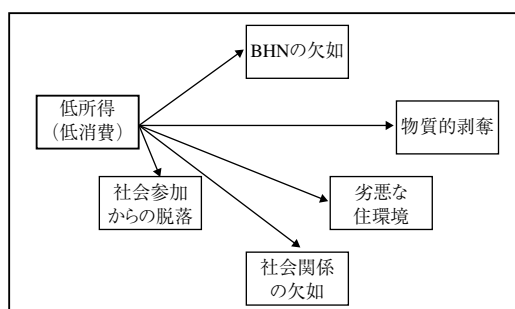 BHNの欠如
低所得
（低消費）
物質的剥奪
社会参加
からの脱落
劣悪な
住環境
社会関係
の欠如